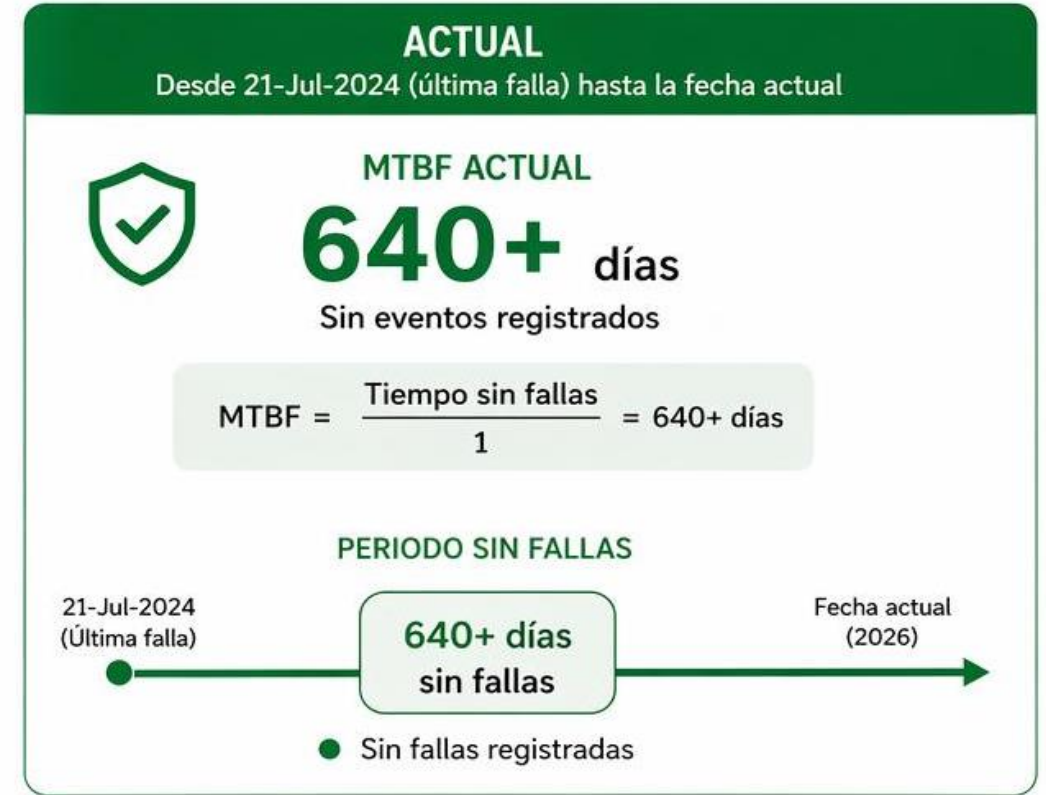 ACTUAL
Desde 21-Jul-2024 (última falla) hasta la fecha actual
MTBF ACTUAL
640+ días
Sin eventos registrados
MTBF = Tiempo sin fallas / 1 = 640+ días
PERIODO SIN FALLAS
21-Jul-2024
(Última falla)
640+ días
sin fallas
Fecha actual
(2026)
Sin fallas registradas